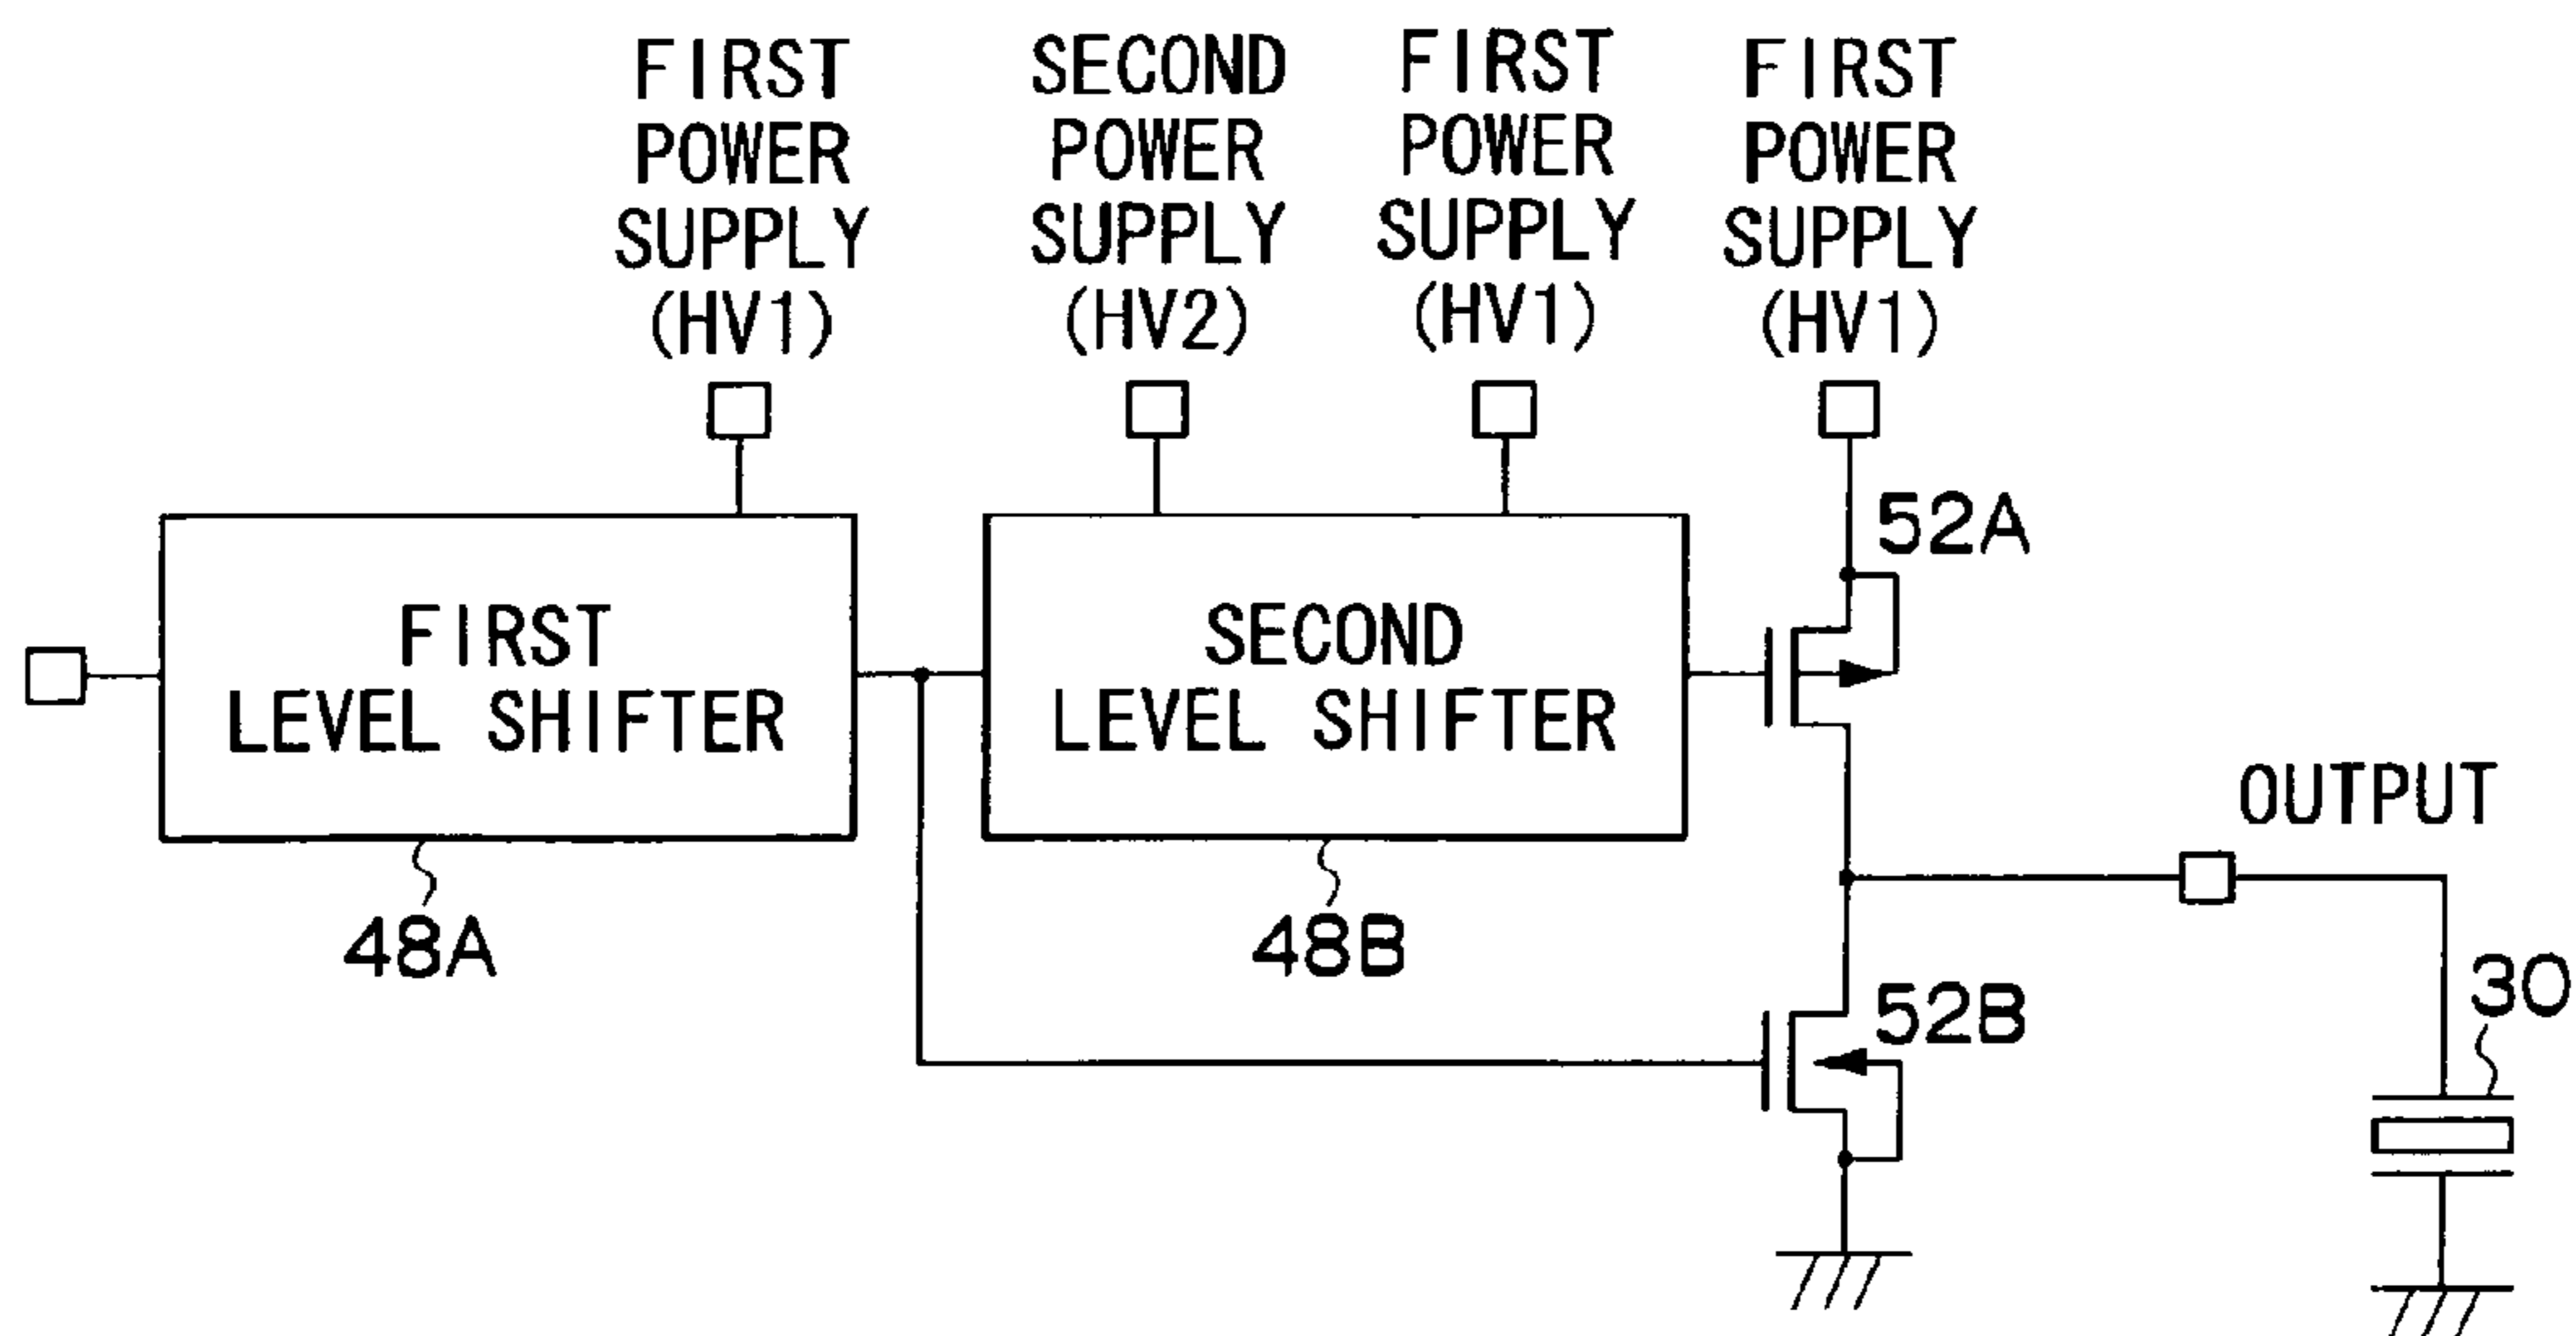 FIRST
POWER
SUPPLY
(HV1)
SECOND
POWER
SUPPLY
(HV2)
FIRST
POWER
SUPPLY
(HV1)
FIRST
POWER
SUPPLY
(HV1)
52A
FIRST
LEVEL SHIFTER
SECOND
LEVEL SHIFTER
OUTPUT
48A
48B
52B
30